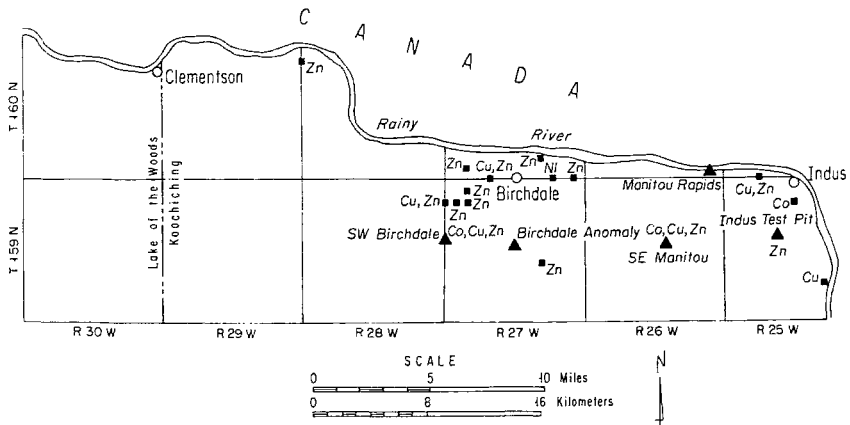 C A N A D A
T 160 N
Clementson
Zn
Rainy River
Lake of the Woods
Koochiching
Zn
Cu, Zn
Zn
Ni
Zn
Birchdale
Manitou Rapids
Cu, Zn
Indus
Co
Zn
Cu, Zn
Zn
Zn
T 159 N
SW Birchdale
Co, Cu, Zn
Birchdale Anomaly
Co, Cu, Zn
SE Manitou
Indus Test Pit
Zn
Zn
Cu
R 30 W
R 29 W
R 28 W
R 27 W
R 26 W
R 25 W
SCALE
0 5 10 Miles
0 8 16 Kilometers
N